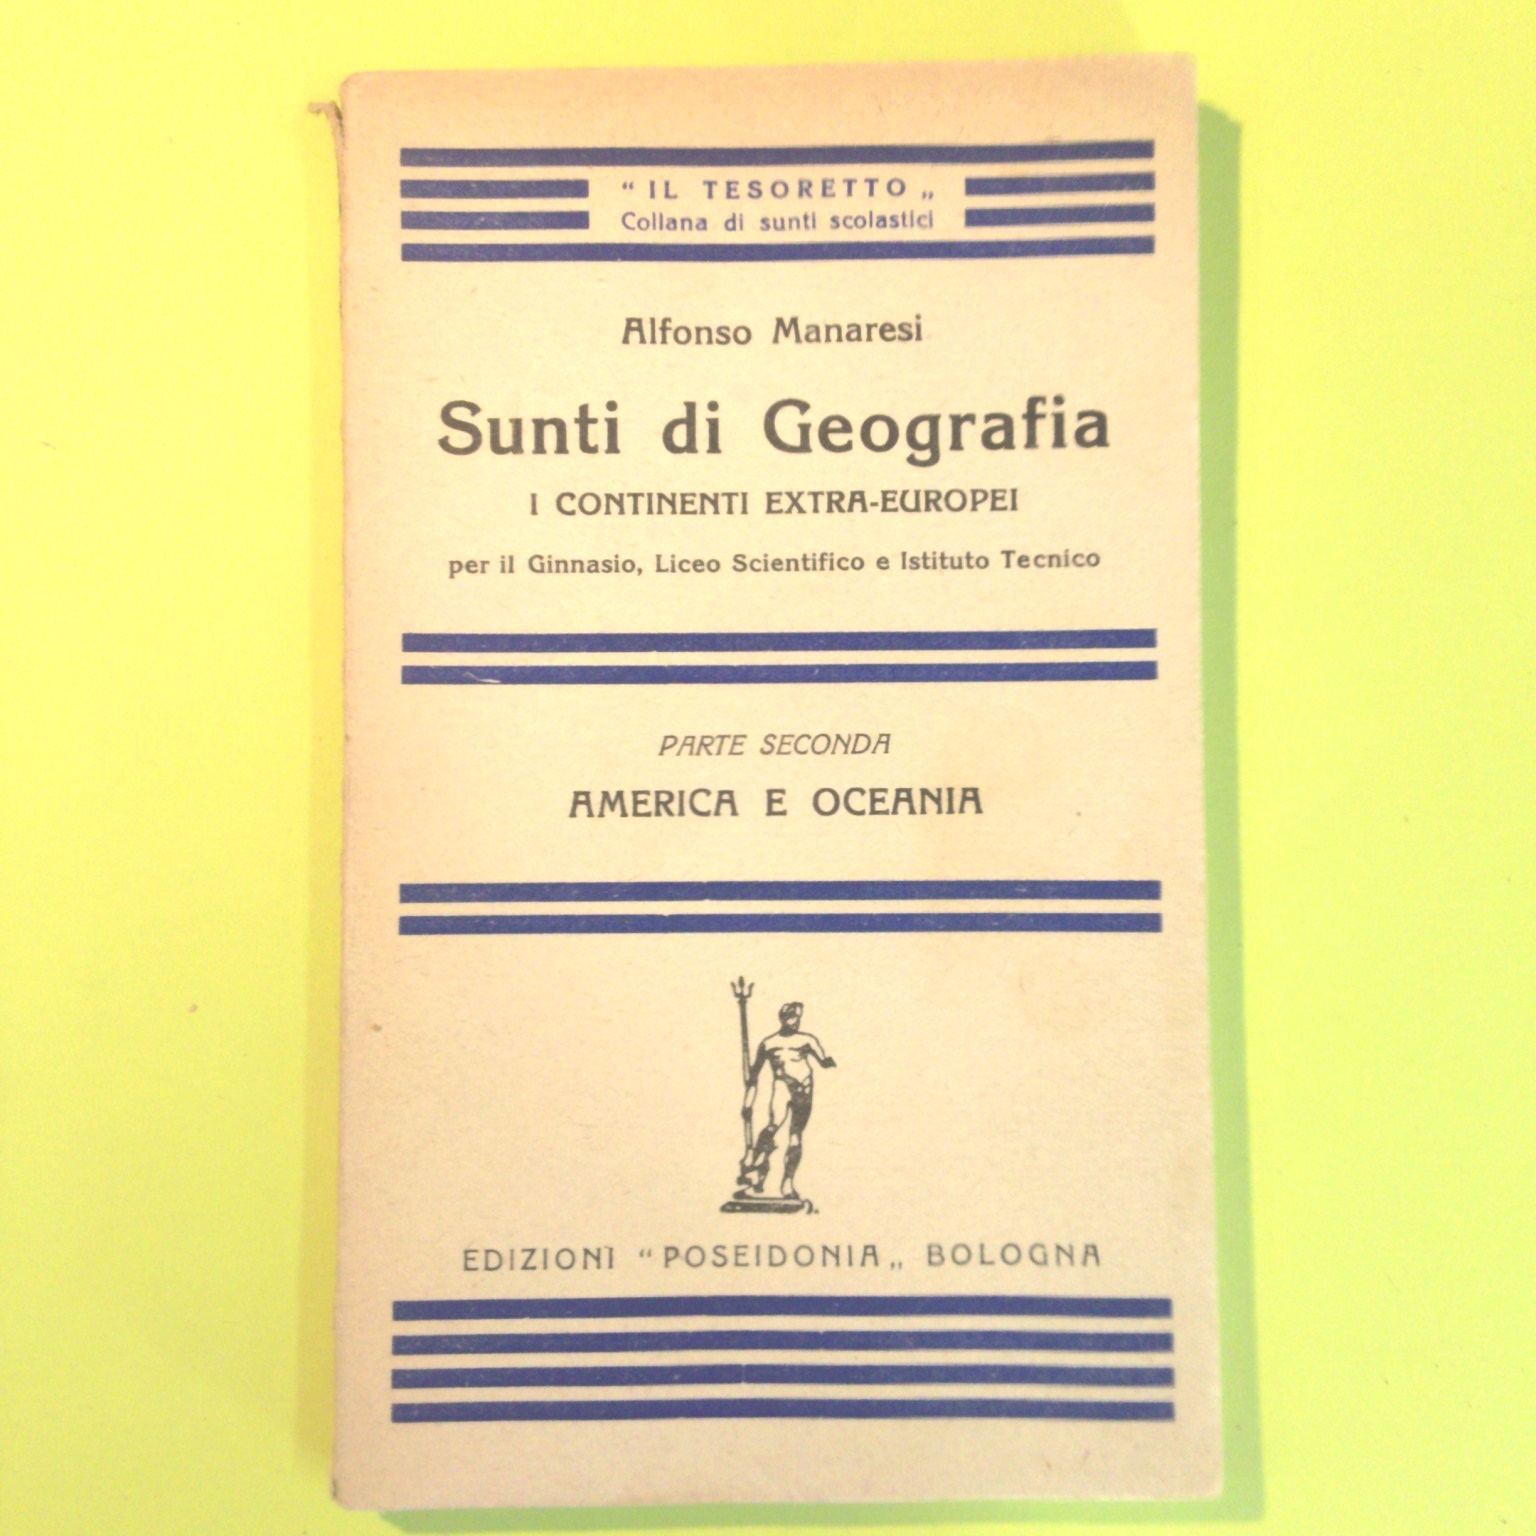 “ IL TESORETTO „
Collana di sunti scolastici
Alfonso Manaresi
Sunti di Geografia
I CONTINENTI EXTRA-EUROPEI
per il Ginnasio, Liceo Scientifico e Istituto Tecnico
PARTE SECONDA
AMERICA E OCEANIA
EDIZIONI “POSEIDONIA„ BOLOGNA